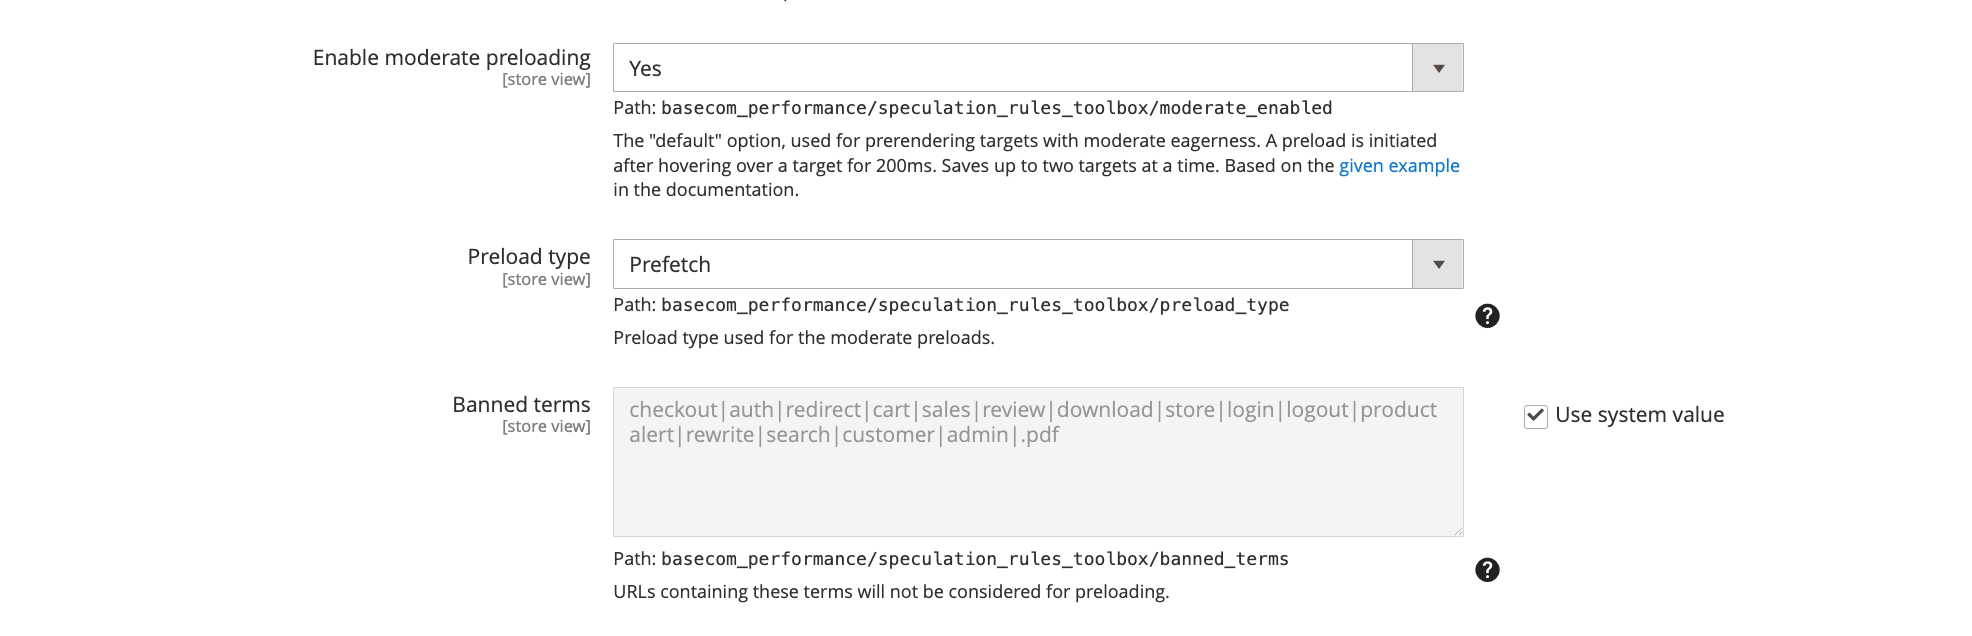 Enable moderate preloading
[store view]
Yes
Path: basecom_performance/speculation_rules_toolbox/moderate_enabled
The "default" option, used for prerendering targets with moderate eagerness. A preload is initiated
after hovering over a target for 200ms. Saves up to two targets at a time. Based on the given example
in the documentation.
Preload type
[store view]
Prefetch
Path: basecom_performance/speculation_rules_toolbox/preload_type
Preload type used for the moderate preloads.
Banned terms
[store view]
checkout|auth|redirect|cart|sales|review|download|store|login|logout|product
alert|rewrite|search|customer|admin|.pdf
Use system value
Path: basecom_performance/speculation_rules_toolbox/banned_terms
URLs containing these terms will not be considered for preloading.